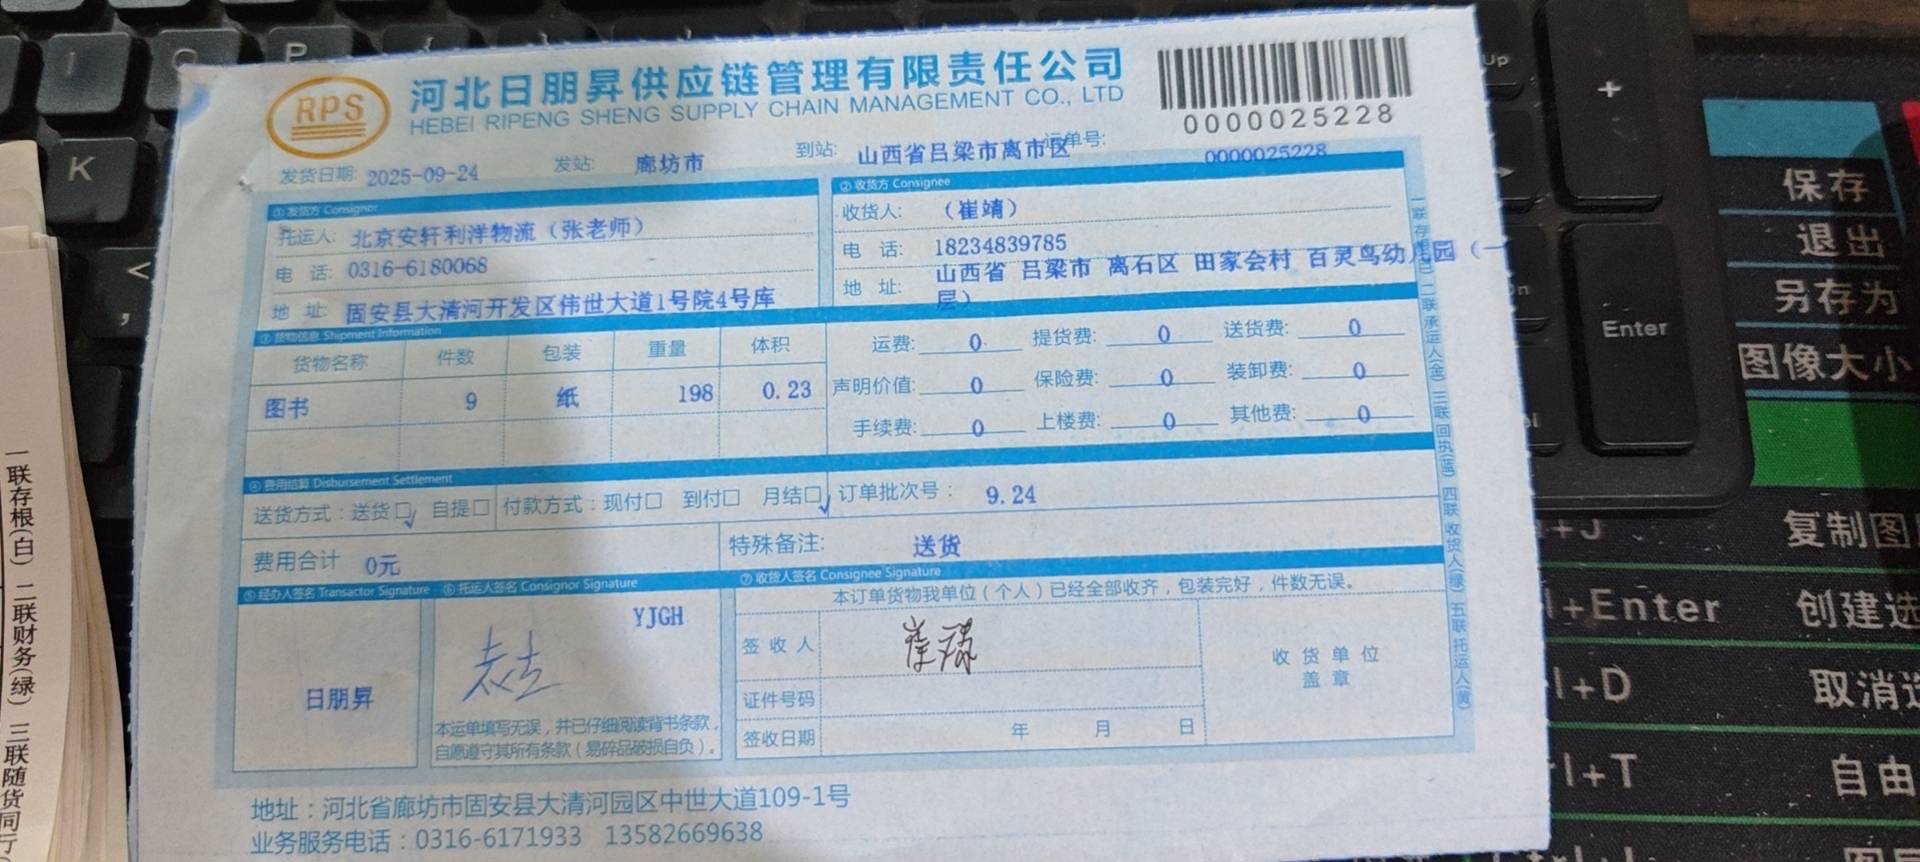 RPS
河北日朋昇供应链管理有限责任公司
HEBEI RIPENG SHENG SUPPLY CHAIN MANAGEMENT CO., LTD
0000025228
发货日期: 2025-09-24 发站: 廊坊市 到站: 山西省吕梁市离市区 运单号: 0000025228
① 发货方 Consignor
托运人: 北京安轩利洋物流（张老师）
电 话: 0316-6180068
地 址: 固安县大清河开发区伟世大道1号院4号库
② 收货方 Consignee
收货人: （崔靖）
电 话: 18234839785
地 址: 山西省 吕梁市 离石区 田家会村 百灵鸟幼儿园（一
层）
③ 货物信息 Shipment Information
货物名称 件数 包装 重量 体积
图书 9 纸 198 0.23
运费: 0 提货费: 0 送货费: 0
声明价值: 0 保险费: 0 装卸费: 0
手续费: 0 上楼费: 0 其他费: 0
④ 费用结算 Disbursement Settlement
送货方式：送货☐√ 自提☐ 付款方式：现付☐ 到付☐ 月结☐√ 订单批次号： 9.24
费用合计 0元 特殊备注: 送货
⑤ 经办人签名 Transactor Signature
日朋昇
⑥ 托运人签名 Consignor Signature
YJGH
本运单填写无误，并已仔细阅读背书条款，
自愿遵守其所有条款（易碎品破损自负）。
⑦ 收货人签名 Consignee Signature
本订单货物我单位（个人）已经全部收齐，包装完好，件数无误。
签 收 人
证件号码
签收日期 年 月 日
收 货 单 位
盖 章
二联 承运人(金) 三联 回执(蓝) 四联 收货人(绿) 五联 托运人(黄)
地址：河北省廊坊市固安县大清河园区中世大道109-1号
业务服务电话：0316-6171933 13582669638
一联存根(白) 二联财务(绿) 三联随货同行
P
K
<
+
Enter
保存
退出
另存为
图像大小
+J 复制图
+Enter 创建选
+D 取消选
+T 自由